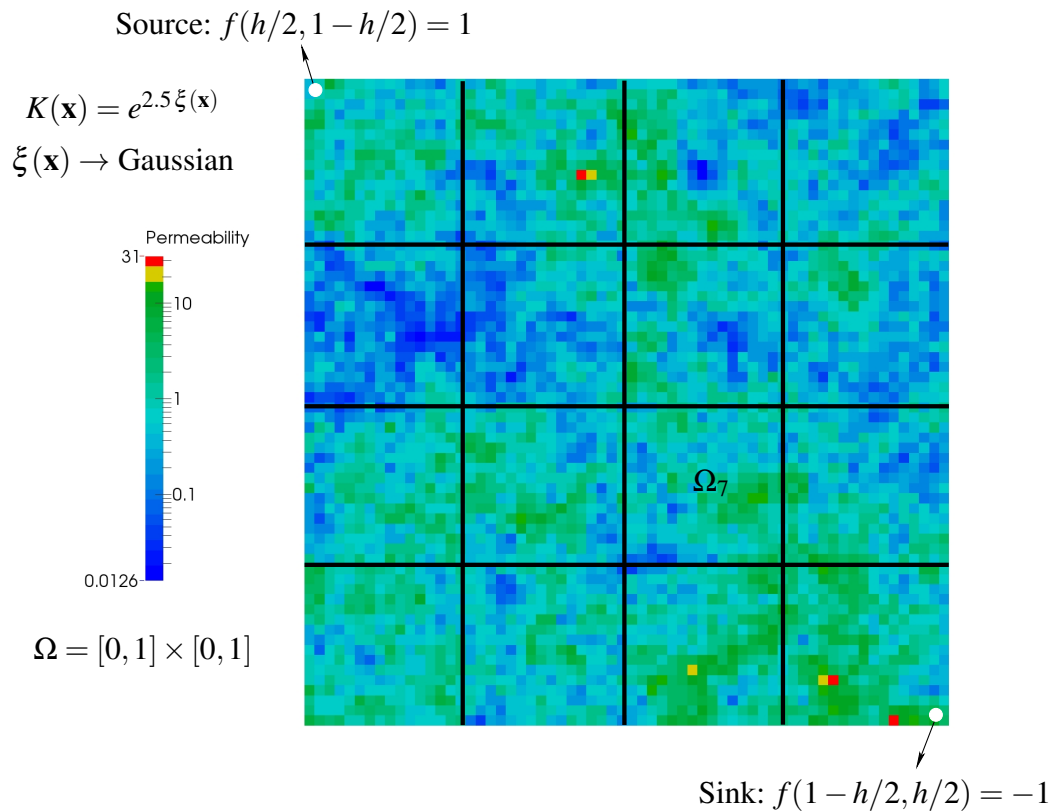 Source: f(h/2, 1 − h/2) = 1
K(𝐱) = e^{2.5 ξ(𝐱)}
ξ(𝐱) → Gaussian
Permeability
31
10
1
0.1
0.0126
Ω₇
Ω = [0, 1] × [0, 1]
Sink: f(1 − h/2, h/2) = −1